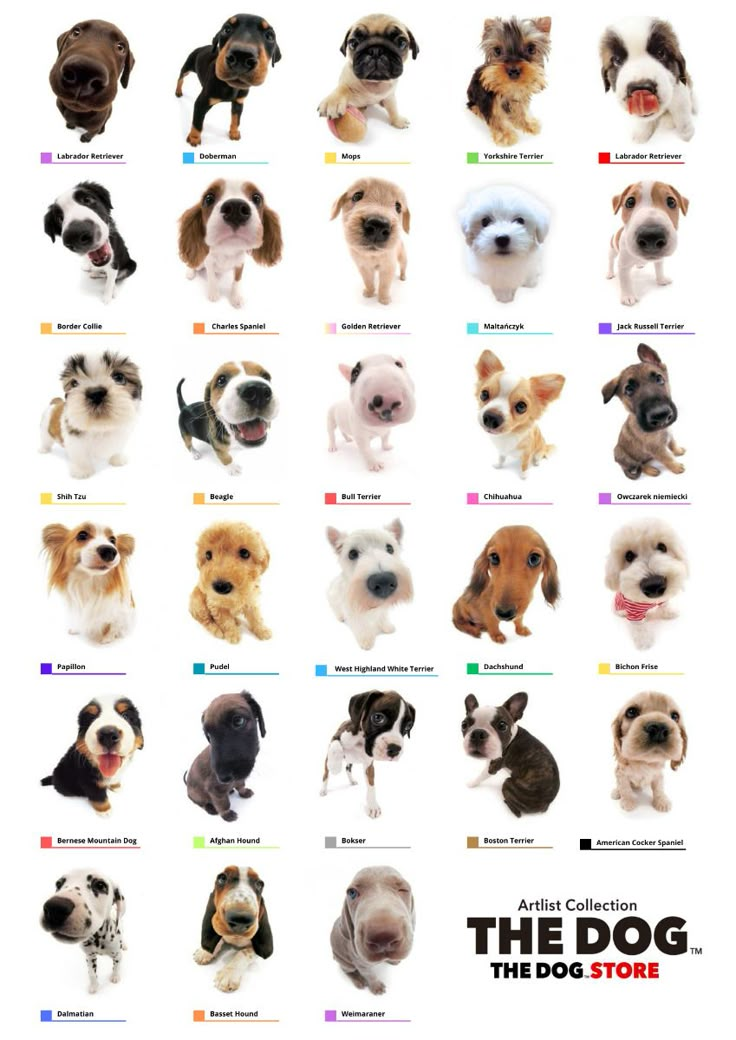 Labrador Retriever
Doberman
Mops
Yorkshire Terrier
Labrador Retriever
Border Collie
Charles Spaniel
Golden Retriever
Maltańczyk
Jack Russell Terrier
Shih Tzu
Beagle
Bull Terrier
Chihuahua
Owczarek niemiecki
Papillon
Pudel
West Highland White Terrier
Dachshund
Bichon Frise
Bernese Mountain Dog
Afghan Hound
Bokser
Boston Terrier
American Cocker Spaniel
Dalmatian
Basset Hound
Weimaraner
Artlist Collection
THE DOG™
THE DOG™STORE